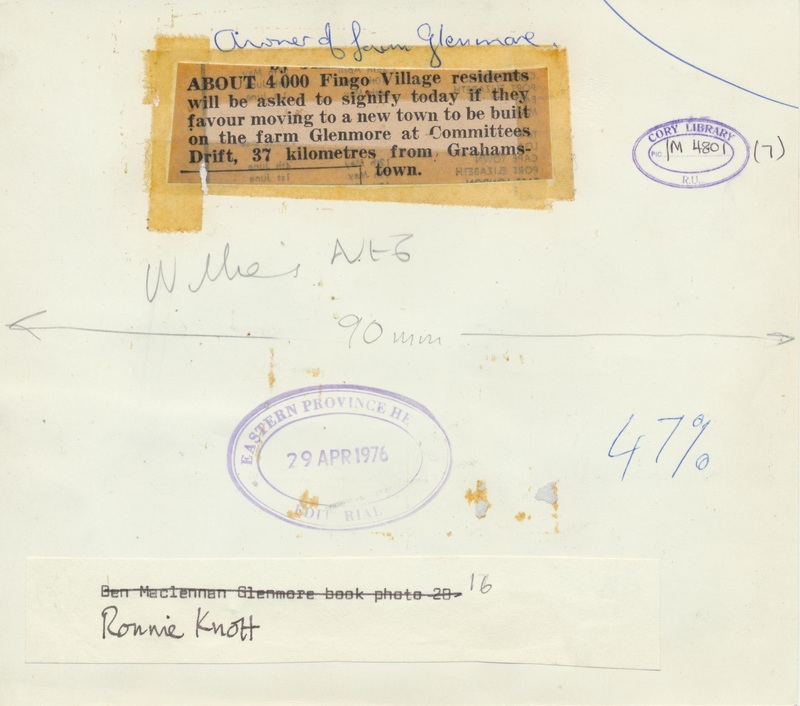 owner of farm Glenmore.
ABOUT 4 000 Fingo Village residents
will be asked to signify today if they
favour moving to a new town to be built
on the farm Glenmore at Committees
Drift, 37 kilometres from Grahams-
town.
CORY LIBRARY
PIC/M 4801 (7)
R.U.
90 mm
EASTERN PROVINCE HE
29 APR 1976
47%
Ben Maclennan Glenmore book photo 28 16
Ronnie Knott